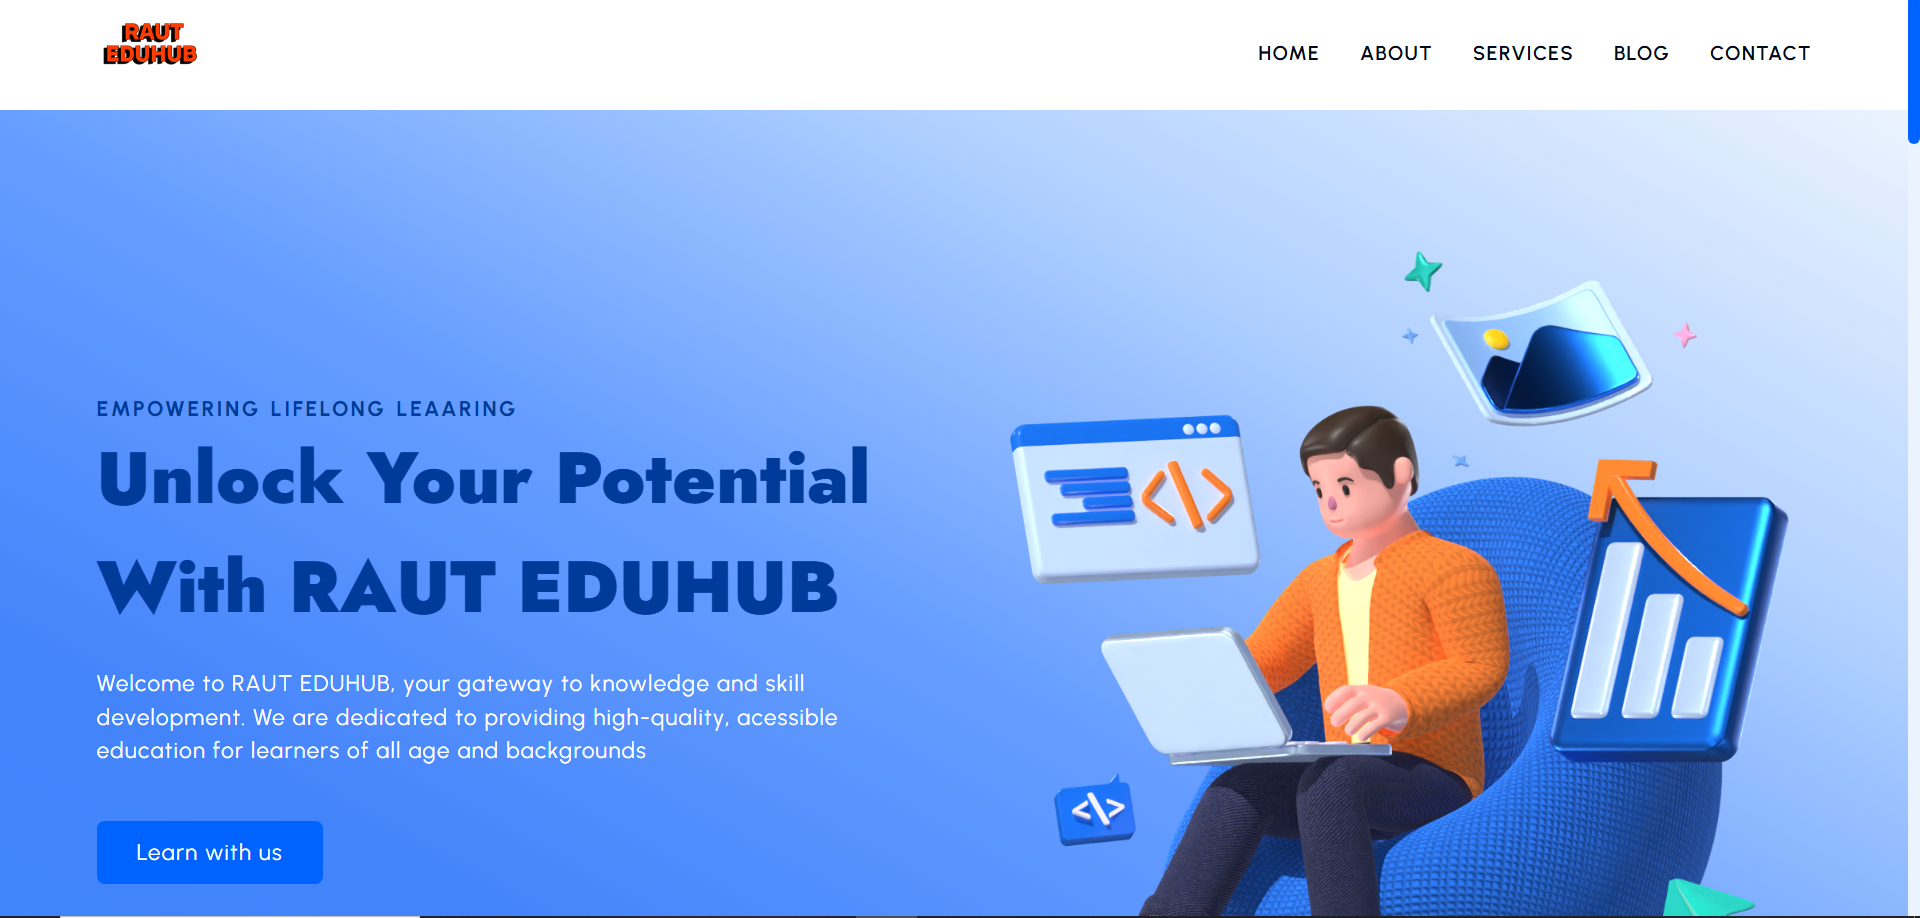 RAUT
EDUHUB
HOME ABOUT SERVICES BLOG CONTACT
EMPOWERING LIFELONG LEAARING
Unlock Your Potential
With RAUT EDUHUB
Welcome to RAUT EDUHUB, your gateway to knowledge and skill
development. We are dedicated to providing high-quality, acessible
education for learners of all age and backgrounds
Learn with us